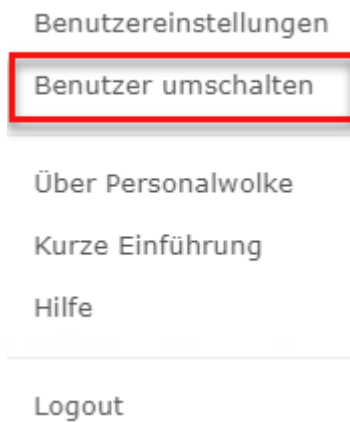 Benutzereinstellungen
Benutzer umschalten
Über Personalwolke
Kurze Einführung
Hilfe
Logout